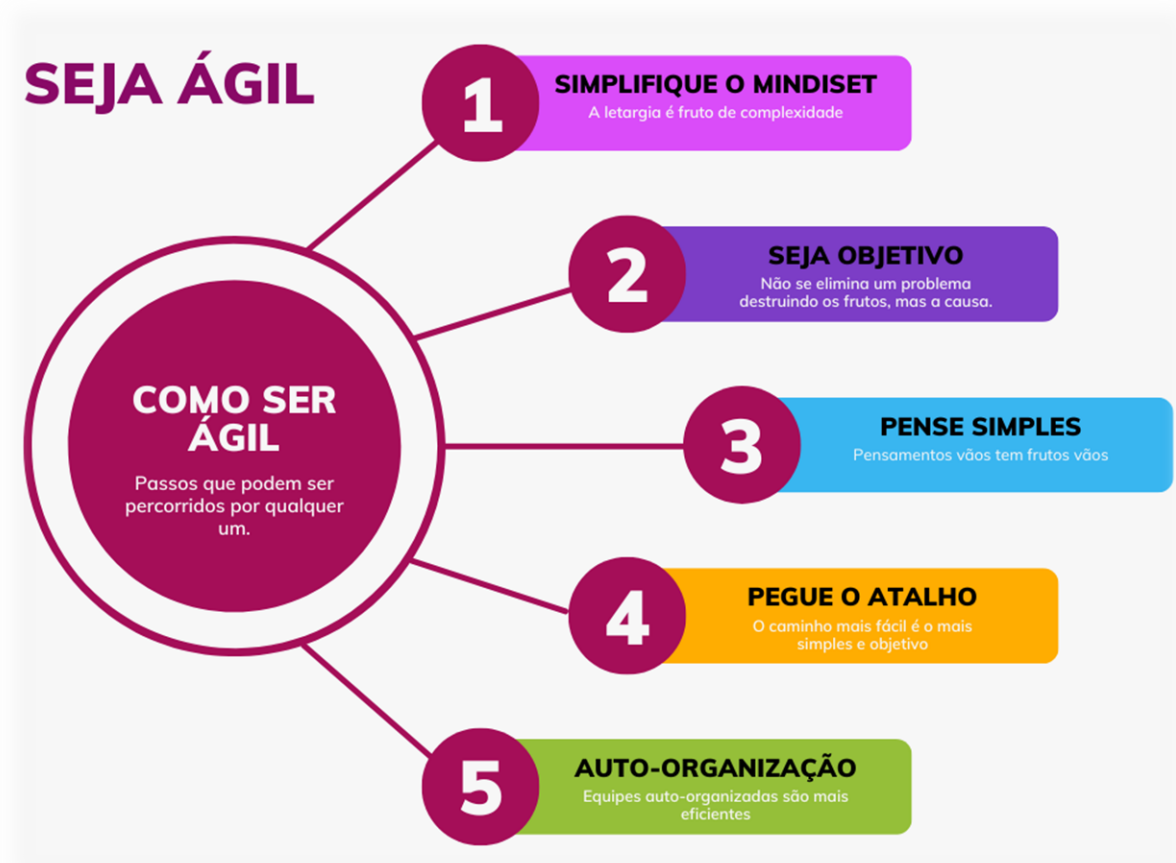 SEJA ÁGIL
COMO SER
ÁGIL
Passos que podem ser
percorridos por qualquer
um.
1
SIMPLIFIQUE O MINDISET
A letargia é fruto de complexidade
2
SEJA OBJETIVO
Não se elimina um problema
destruindo os frutos, mas a causa.
3
PENSE SIMPLES
Pensamentos vãos tem frutos vãos
4
PEGUE O ATALHO
O caminho mais fácil é o mais
simples e objetivo
5
AUTO-ORGANIZAÇÃO
Equipes auto-organizadas são mais
eficientes